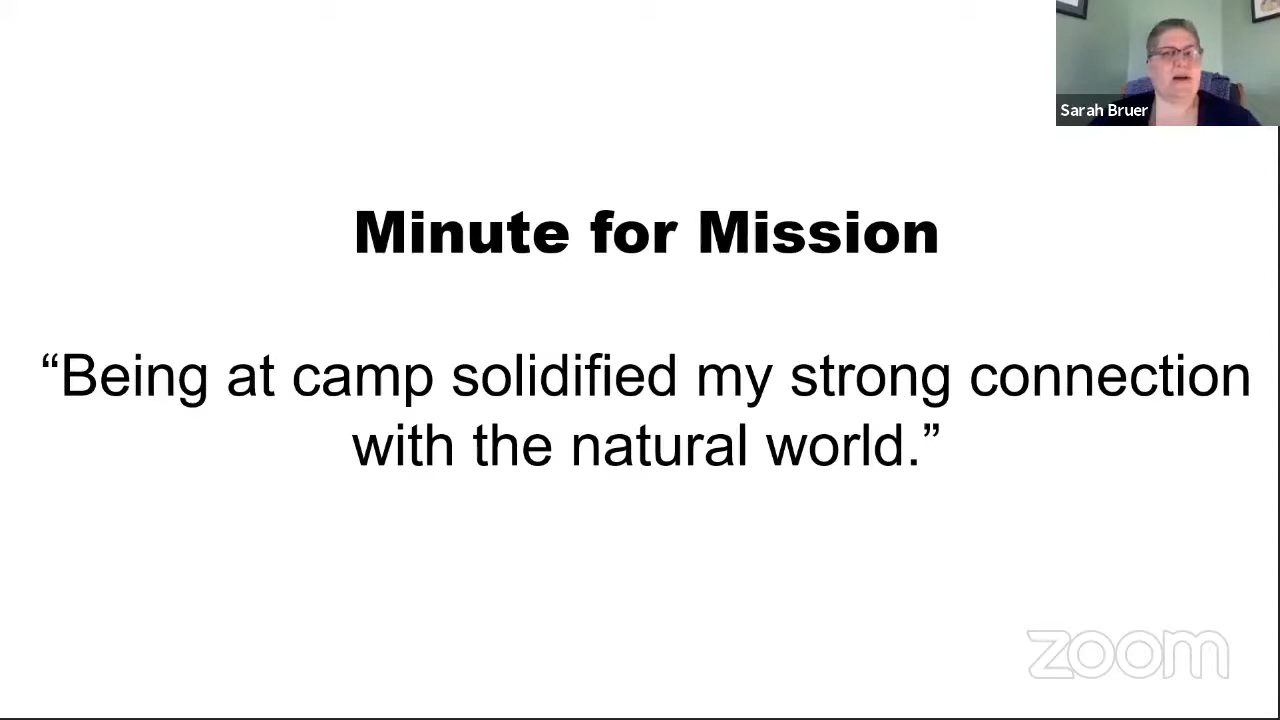 Sarah Bruer
Minute for Mission
“Being at camp solidified my strong connection
with the natural world.”
zoom